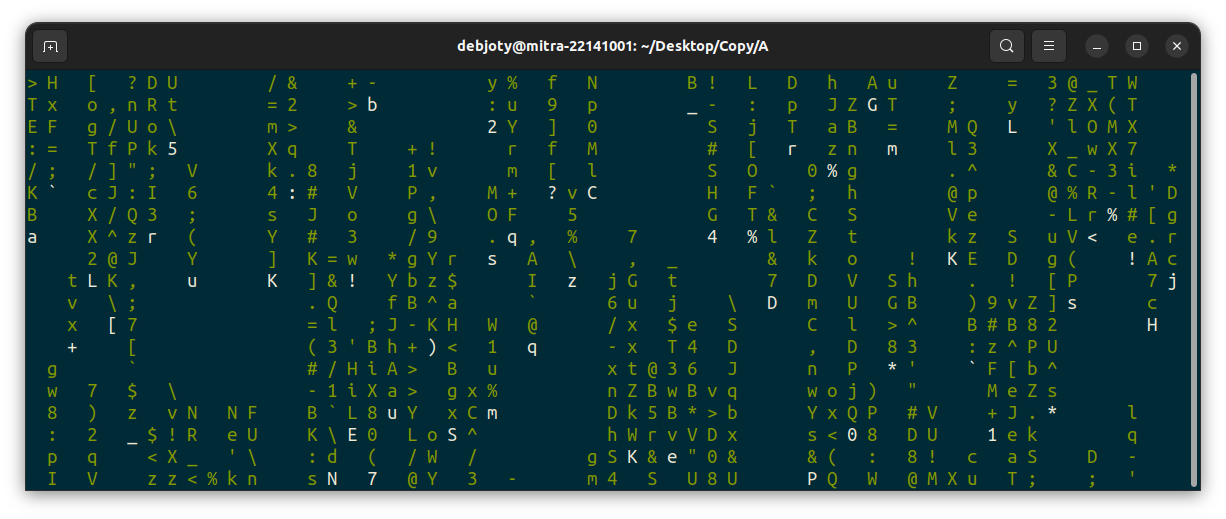 > H [ ? D U / & + - y % f N B ! L D h A u Z = 3 @ _ T W
T x o , n R t = 2 > b : u 9 p _ - : p J Z G T ; y ? Z X ( T
E F g / U o \ m > & 2 Y ] 0 S j T a B = M Q L ' l O M X
: = T f P k 5 X q T + ! r f M # [ r z n m l 3 X _ w X 7
/ ; / ] " ; V k . 8 j 1 v m [ l S O 0 % g . ^ & C - 3 i *
K ` c J : I 6 4 : # V P , M + ? v C H F ` ; h @ p @ % R - l ' D
B X / Q 3 ; s J o g \ O F 5 G T & C S V e - L r % # [ g
a X ^ z r ( Y # 3 / 9 . q , % 7 4 % l Z t k z S u V < e . r
2 @ J Y ] K = w * g Y r s A \ , _ & k o ! K E D g ( ! A c
t L K , u K ] & ! Y b z $ I z j G t 7 D V S h . ! [ P 7 j
v \ ; . Q f B ^ a ` 6 u j \ D m U G B ) 9 v Z ] s c
x [ 7 = l ; J - K H W @ / x $ e S C l > ^ B # B 8 2 H
+ [ ( 3 ' B h + ) < 1 q - x T 4 D , D 8 3 : z ^ P U
g ` # / H i A > B u x t @ 3 6 J n P * ' ` F [ b ^
w 7 $ \ - 1 i X a > g x % n Z B w B v q w o j ) " M e Z s
8 ) z v N N F B ` L 8 u Y x C m D k 5 B * > b Y x Q P # V + J . * l
: 2 _ $ ! R e U K \ E 0 L o S ^ h W r v V D x s < 0 8 D U 1 e k q
p q < X _ ' \ : d ( / W / g S K & e " 0 & & ( : 8 ! c a S D -
I V z z < % k n s N 7 @ Y 3 - m 4 S U 8 U P Q W @ M X u T ; ; '
debjoty@mitra-22141001: ~/Desktop/Copy/A